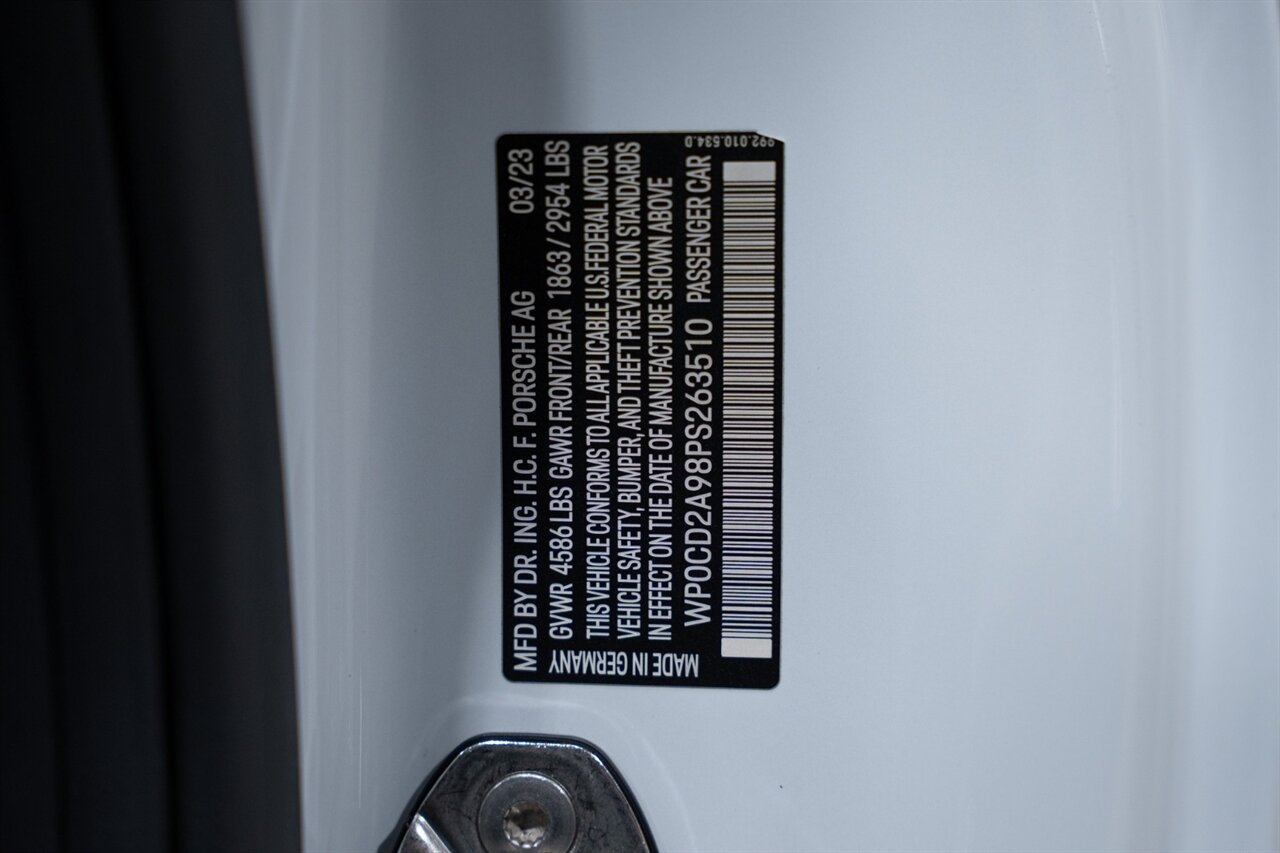 MFD BY DR. ING. H.C. F. PORSCHE AG 03/23
GVWR 4586 LBS GAWR FRONT/REAR 1863 / 2954 LBS
THIS VEHICLE CONFORMS TO ALL APPLICABLE U.S.FEDERAL MOTOR
VEHICLE SAFETY, BUMPER, AND THEFT PREVENTION STANDARDS
IN EFFECT ON THE DATE OF MANUFACTURE SHOWN ABOVE
WP0CD2A98PS263510 PASSENGER CAR
MADE IN GERMANY
992.010.534.0